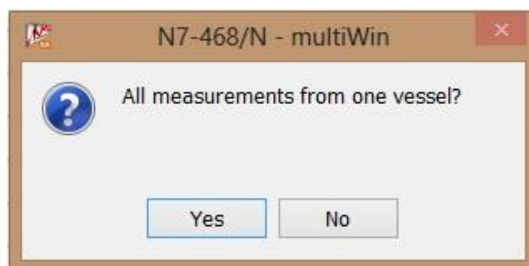 N7-468/N - multiWin
All measurements from one vessel?
Yes No